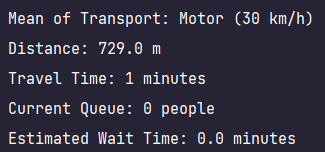 Mean of Transport: Motor (30 km/h)
Distance: 729.0 m
Travel Time: 1 minutes
Current Queue: 0 people
Estimated Wait Time: 0.0 minutes